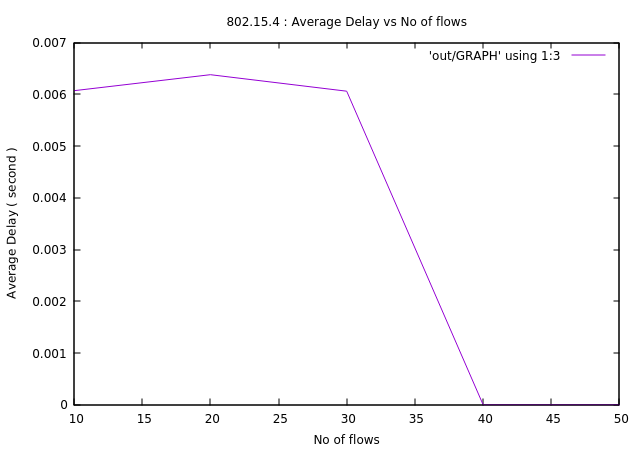 802.15.4 : Average Delay vs No of flows
'out/GRAPH' using 1:3
0.007
0.006
0.005
0.004
0.003
0.002
0.001
0
Average Delay ( second )
10 15 20 25 30 35 40 45 50
No of flows